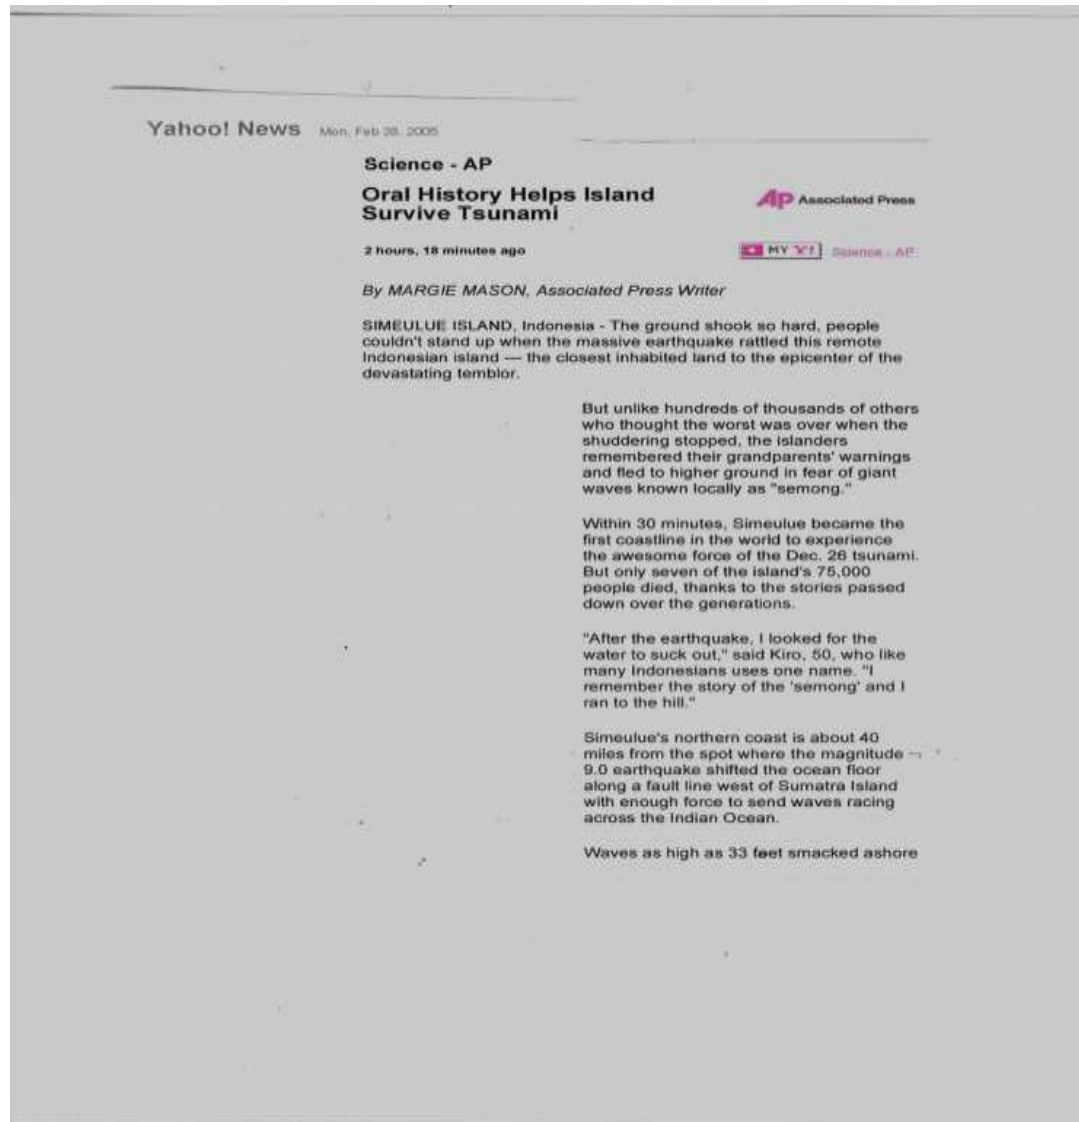 Yahoo! News Mon, Feb 28, 2005
Science - AP
Oral History Helps Island
Survive Tsunami
AP Associated Press
2 hours, 18 minutes ago
MY Y! Science - AP
By MARGIE MASON, Associated Press Writer
SIMEULUE ISLAND, Indonesia - The ground shook so hard, people
couldn't stand up when the massive earthquake rattled this remote
Indonesian island — the closest inhabited land to the epicenter of the
devastating temblor.
But unlike hundreds of thousands of others
who thought the worst was over when the
shuddering stopped, the islanders
remembered their grandparents' warnings
and fled to higher ground in fear of giant
waves known locally as "semong."
Within 30 minutes, Simeulue became the
first coastline in the world to experience
the awesome force of the Dec. 26 tsunami.
But only seven of the island's 75,000
people died, thanks to the stories passed
down over the generations.
"After the earthquake, I looked for the
water to suck out," said Kiro, 50, who like
many Indonesians uses one name. "I
remember the story of the 'semong' and I
ran to the hill."
Simeulue's northern coast is about 40
miles from the spot where the magnitude
9.0 earthquake shifted the ocean floor
along a fault line west of Sumatra Island
with enough force to send waves racing
across the Indian Ocean.
Waves as high as 33 feet smacked ashore